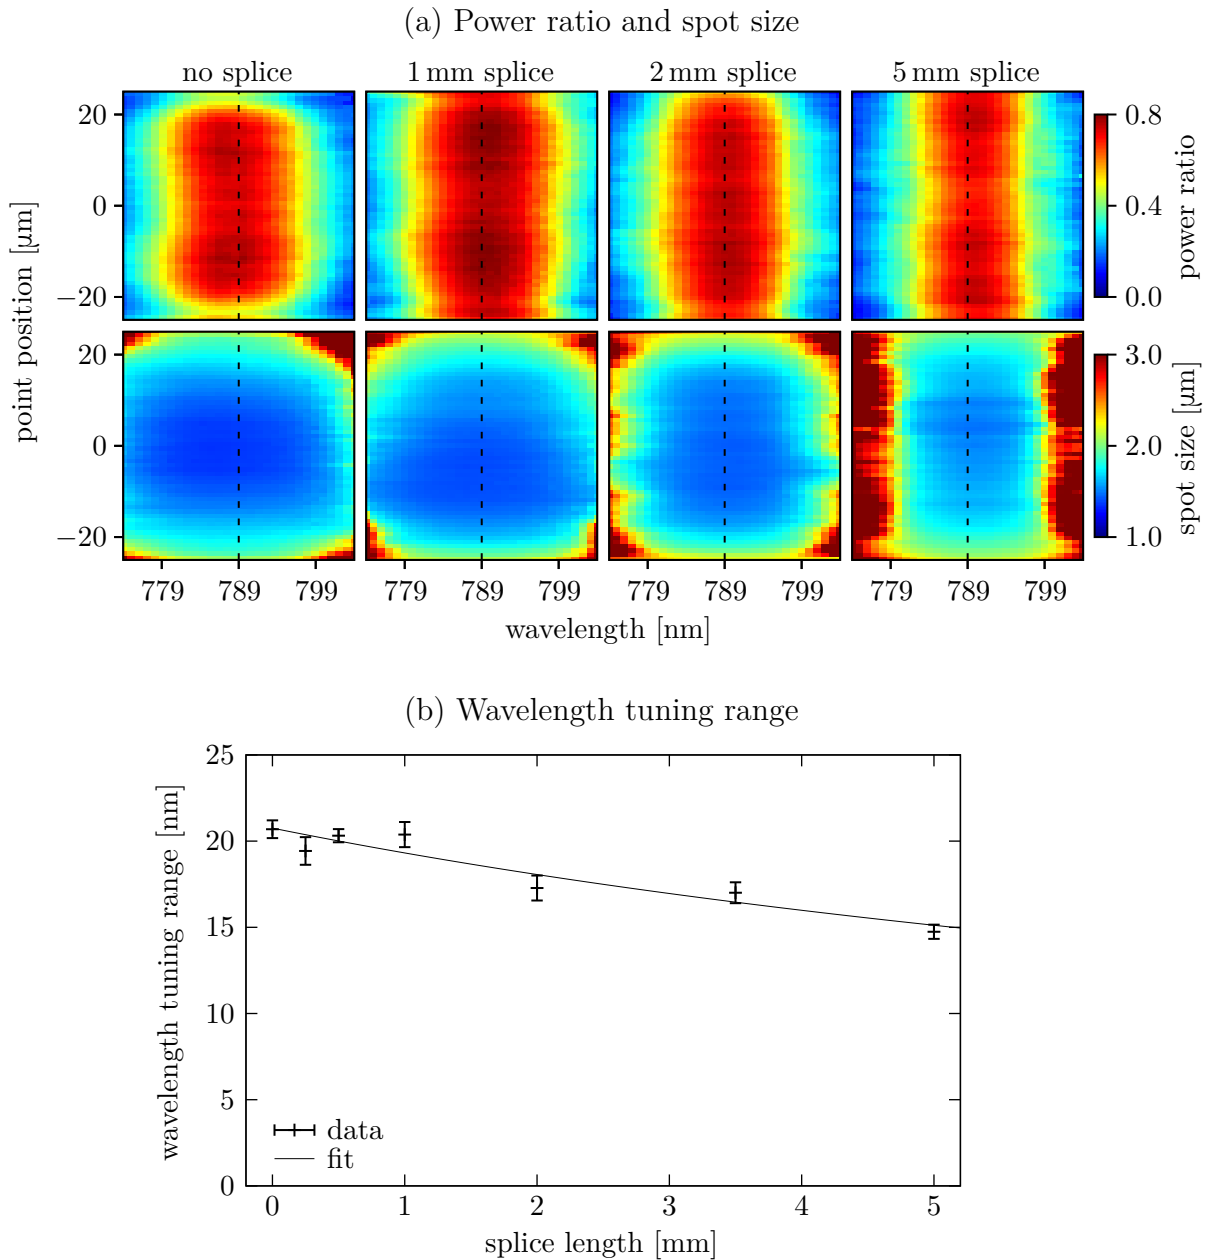 (a) Power ratio and spot size
no splice 1 mm splice 2 mm splice 5 mm splice
20
0
−20
20
0
−20
point position [µm]
0.8
0.4
0.0
power ratio
3.0
2.0
1.0
spot size [µm]
779 789 799 779 789 799 779 789 799 779 789 799
wavelength [nm]
(b) Wavelength tuning range
25
20
15
10
5
0
wavelength tuning range [nm]
data
fit
0 1 2 3 4 5
splice length [mm]